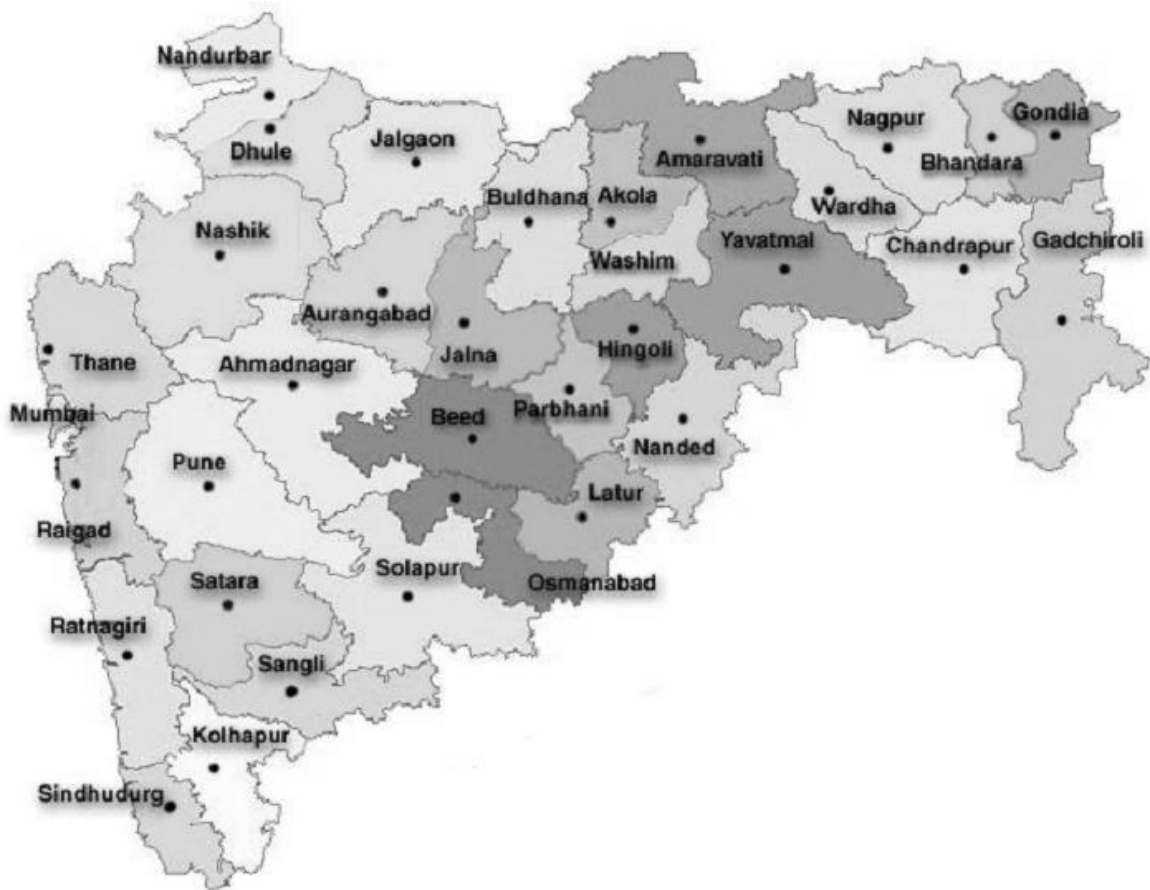 Nandurbar
Dhule
Jalgaon
Nashik
Buldhana
Akola
Amaravati
Washim
Yavatmal
Nagpur
Wardha
Bhandara
Gondia
Chandrapur
Gadchiroli
Aurangabad
Jalna
Hingoli
Parbhani
Nanded
Thane
Mumbai
Ahmadnagar
Beed
Pune
Raigad
Latur
Osmanabad
Solapur
Satara
Ratnagiri
Sangli
Kolhapur
Sindhudurg